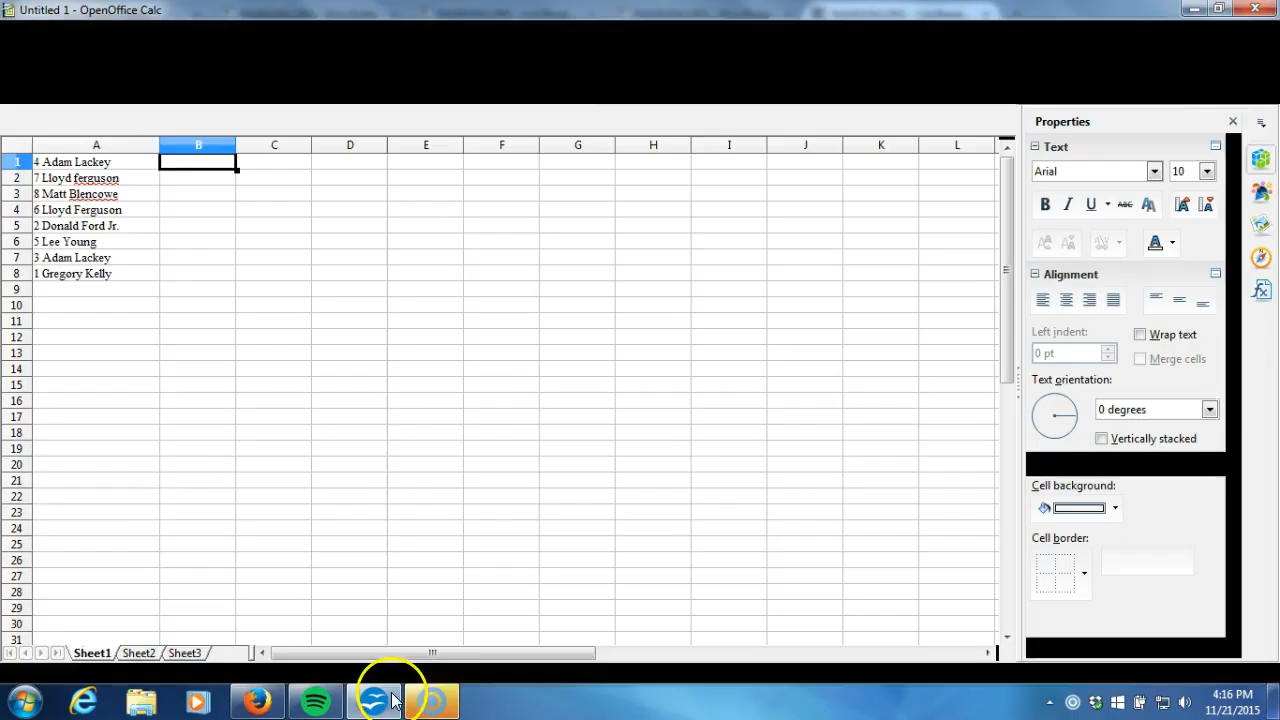 Untitled 1 - OpenOffice Calc
Properties
A B C D E F G H I J K L
Text
1 4 Adam Lackey
Arial 10
2 7 Lloyd ferguson
3 8 Matt Blencowe
B I U ABC A
4 6 Lloyd Ferguson
5 2 Donald Ford Jr.
6 5 Lee Young
7 3 Adam Lackey
8 1 Gregory Kelly
Alignment
9
10
11
12
Left indent:
Wrap text
13
0 pt
Merge cells
14
15
Text orientation:
16
0 degrees
17
18
Vertically stacked
19
20
21
Cell background:
22
23
24
Cell border:
25
26
27
28
29
30
31
Sheet1 Sheet2 Sheet3
4:16 PM
11/21/2015